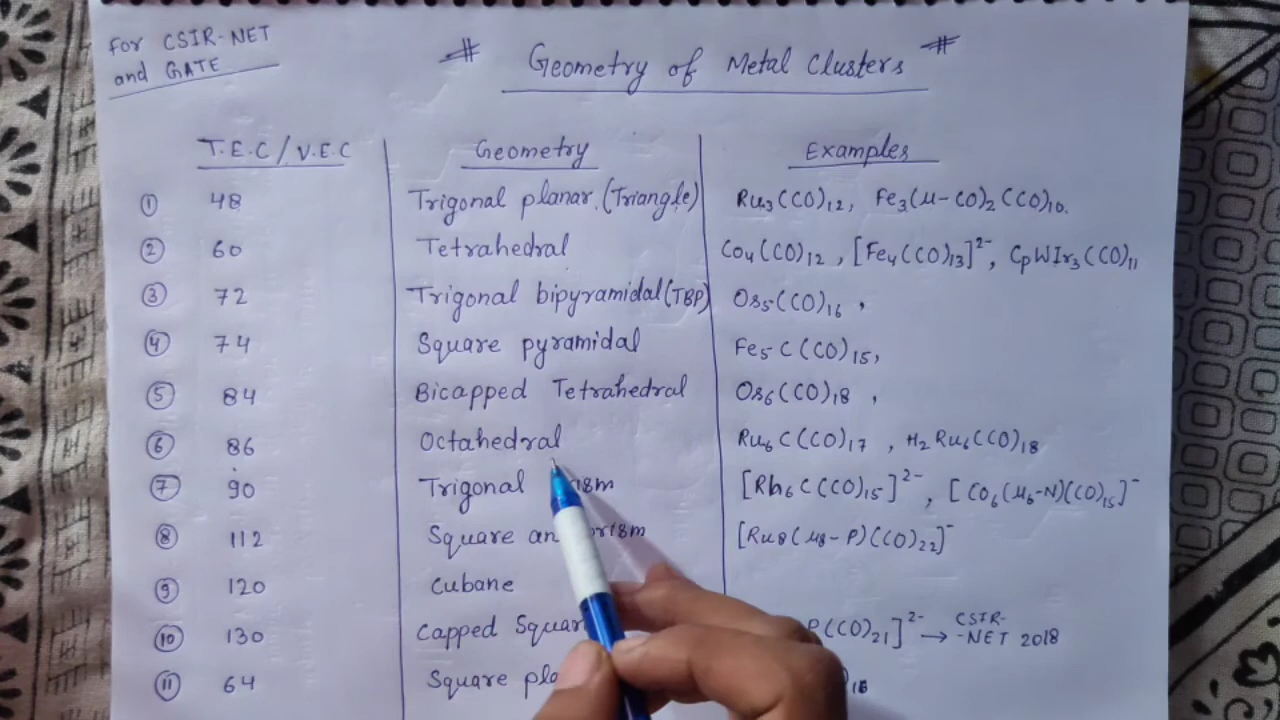 For CSIR-NET
and GATE
# Geometry of Metal Clusters #
T.E.C / V.E.C Geometry Examples
① 48 Trigonal planar. (Triangle) Ru3(CO)12, Fe3(μ-CO)2(CO)10.
② 60 Tetrahedral Co4(CO)12, [Fe4(CO)13]2-, CpWIr3(CO)11
③ 72 Trigonal bipyramidal (TBP) Os5(CO)16,
④ 74 Square pyramidal Fe5C(CO)15,
⑤ 84 Bicapped Tetrahedral Os6(CO)18,
⑥ 86 Octahedral Ru6C(CO)17, H2Ru6(CO)18
⑦ 90 Trigonal [Rh6C(CO)15]2-, [Co6(μ6-N)(CO)15]-
⑧ 112 Square [Ru8(μ8-P)(CO)22]-
⑨ 120 Cubane
⑩ 130 Capped Square P(CO)21]2- → CSIR-
-NET 2018
⑪ 64 Square